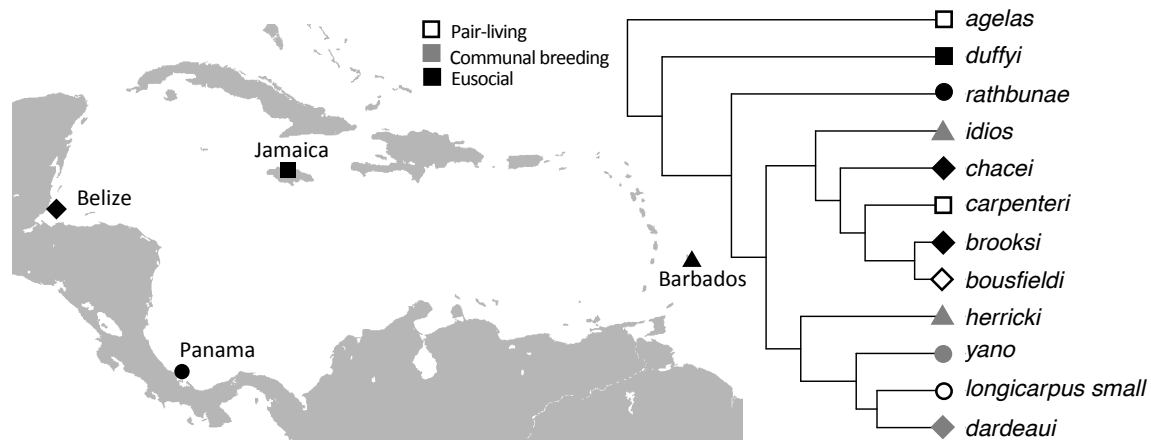 Pair-living
Communal breeding
Eusocial
Jamaica
Belize
Barbados
Panama
agelas
duffyi
rathbunae
idios
chacei
carpenteri
brooksi
bousfieldi
herricki
yano
longicarpus small
dardeaui